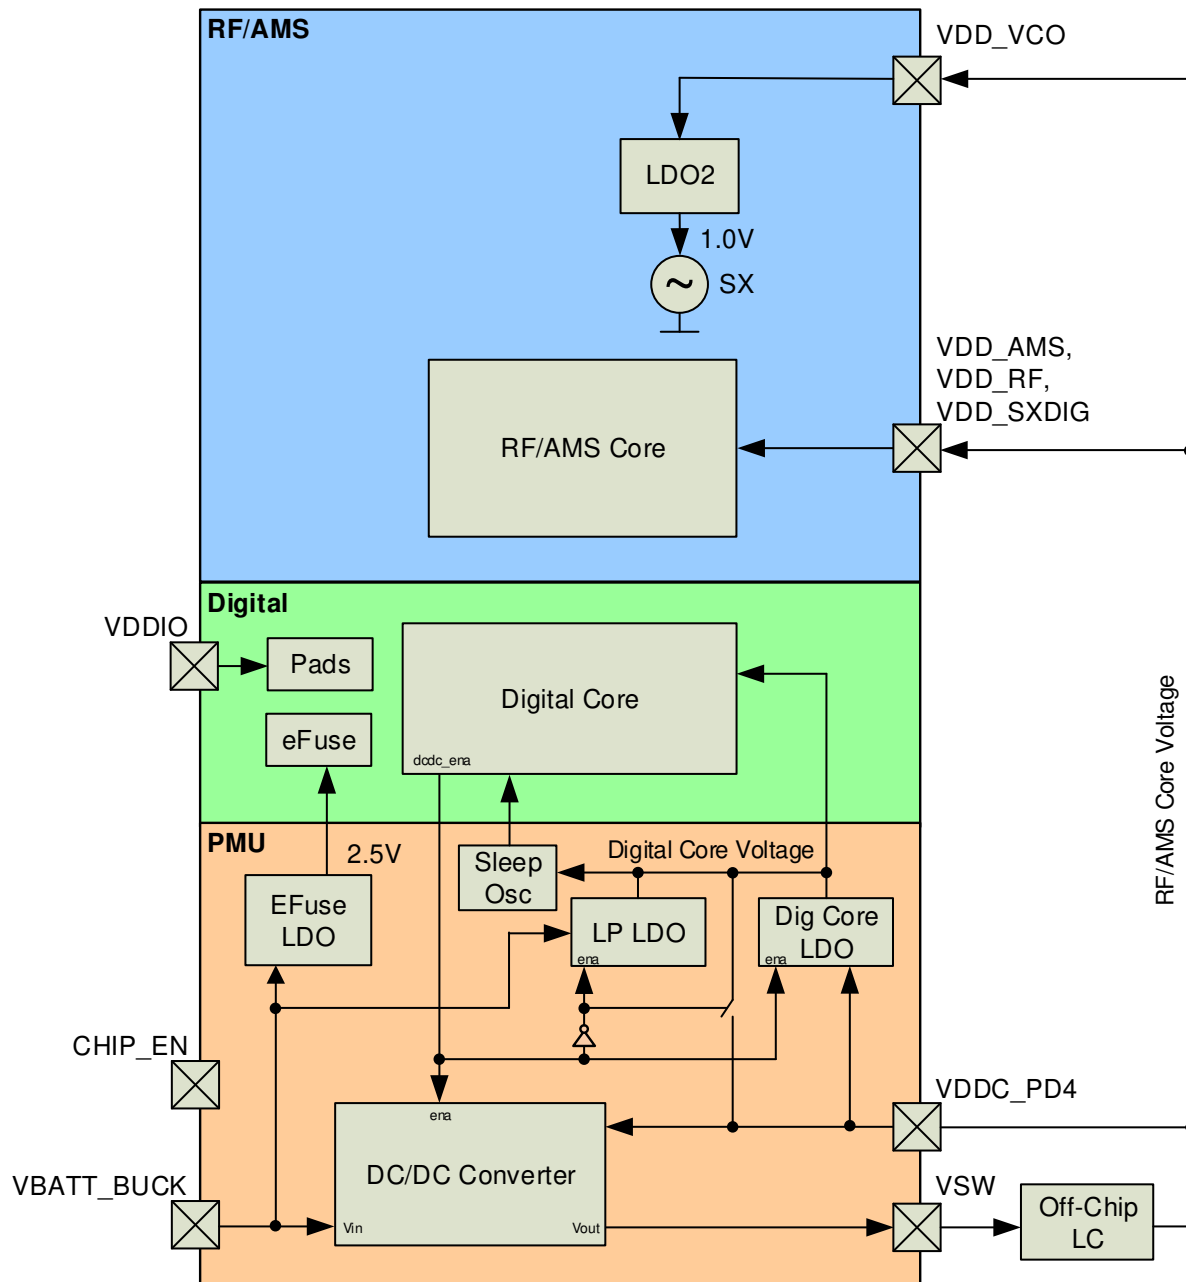 RF/AMS
VDD_VCO
LDO2
1.0V
~
SX
VDD_AMS,
VDD_RF,
VDD_SXDIG
RF/AMS Core
Digital
VDDIO
Pads
Digital Core
eFuse
dcdc_ena
RF/AMS Core Voltage
PMU
2.5V
Sleep
Osc
Digital Core Voltage
EFuse
LDO
LP LDO
ena
Dig Core
LDO
ena
CHIP_EN
VDDC_PD4
ena
DC/DC Converter
VBATT_BUCK
Vin
Vout
VSW
Off-Chip
LC